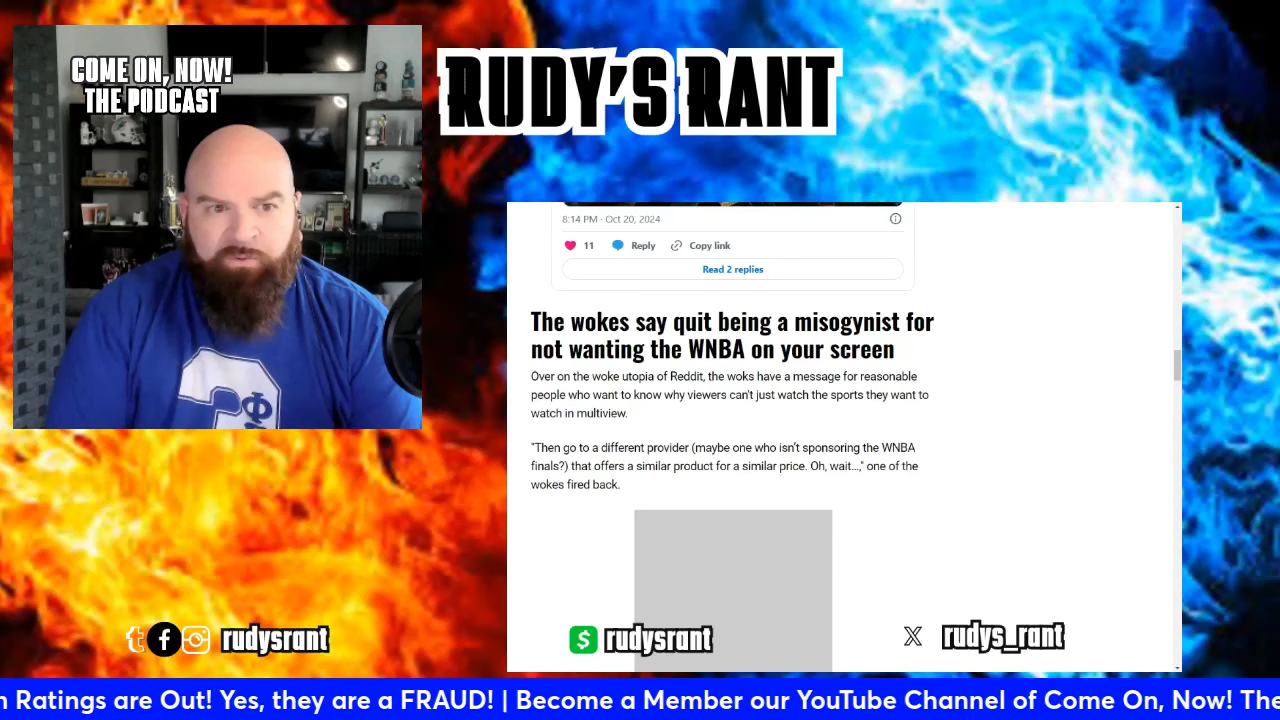 COME ON, NOW!
THE PODCAST
RUDY'S RANT
8:14 PM · Oct 20, 2024
11 Reply Copy link
Read 2 replies
The wokes say quit being a misogynist for
not wanting the WNBA on your screen
Over on the woke utopia of Reddit, the woks have a message for reasonable
people who want to know why viewers can't just watch the sports they want to
watch in multiview.
"Then go to a different provider (maybe one who isn't sponsoring the WNBA
finals?) that offers a similar product for a similar price. Oh, wait...," one of the
wokes fired back.
rudysrant
$ rudysrant
X rudys_rant
Ratings are Out! Yes, they are a FRAUD! | Become a Member our YouTube Channel of Come On, Now! The